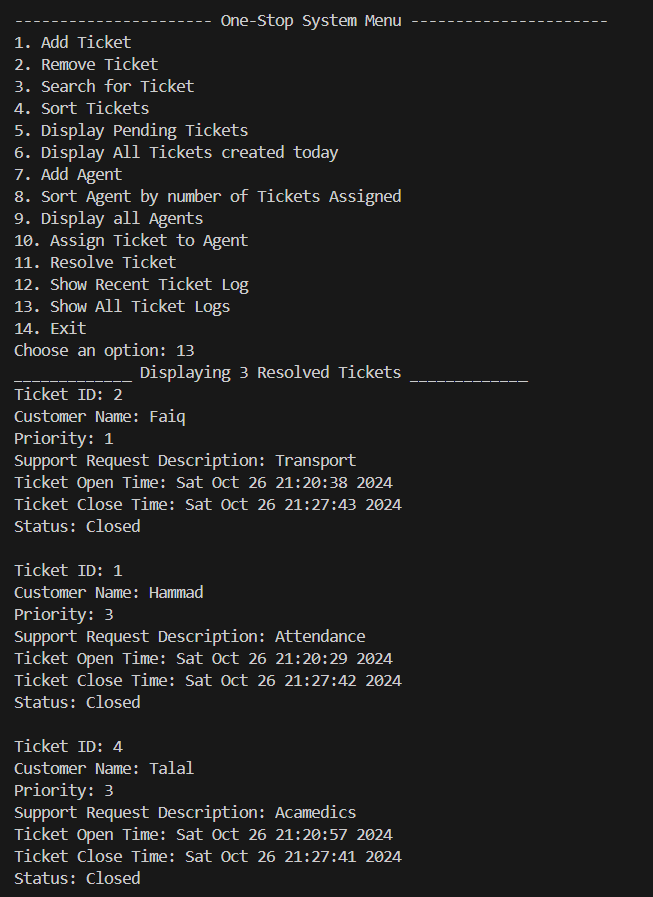 ---------------------- One-Stop System Menu ----------------------
1. Add Ticket
2. Remove Ticket
3. Search for Ticket
4. Sort Tickets
5. Display Pending Tickets
6. Display All Tickets created today
7. Add Agent
8. Sort Agent by number of Tickets Assigned
9. Display all Agents
10. Assign Ticket to Agent
11. Resolve Ticket
12. Show Recent Ticket Log
13. Show All Ticket Logs
14. Exit
Choose an option: 13
_____________ Displaying 3 Resolved Tickets _____________
Ticket ID: 2
Customer Name: Faiq
Priority: 1
Support Request Description: Transport
Ticket Open Time: Sat Oct 26 21:20:38 2024
Ticket Close Time: Sat Oct 26 21:27:43 2024
Status: Closed

Ticket ID: 1
Customer Name: Hammad
Priority: 3
Support Request Description: Attendance
Ticket Open Time: Sat Oct 26 21:20:29 2024
Ticket Close Time: Sat Oct 26 21:27:42 2024
Status: Closed

Ticket ID: 4
Customer Name: Talal
Priority: 3
Support Request Description: Acamedics
Ticket Open Time: Sat Oct 26 21:20:57 2024
Ticket Close Time: Sat Oct 26 21:27:41 2024
Status: Closed